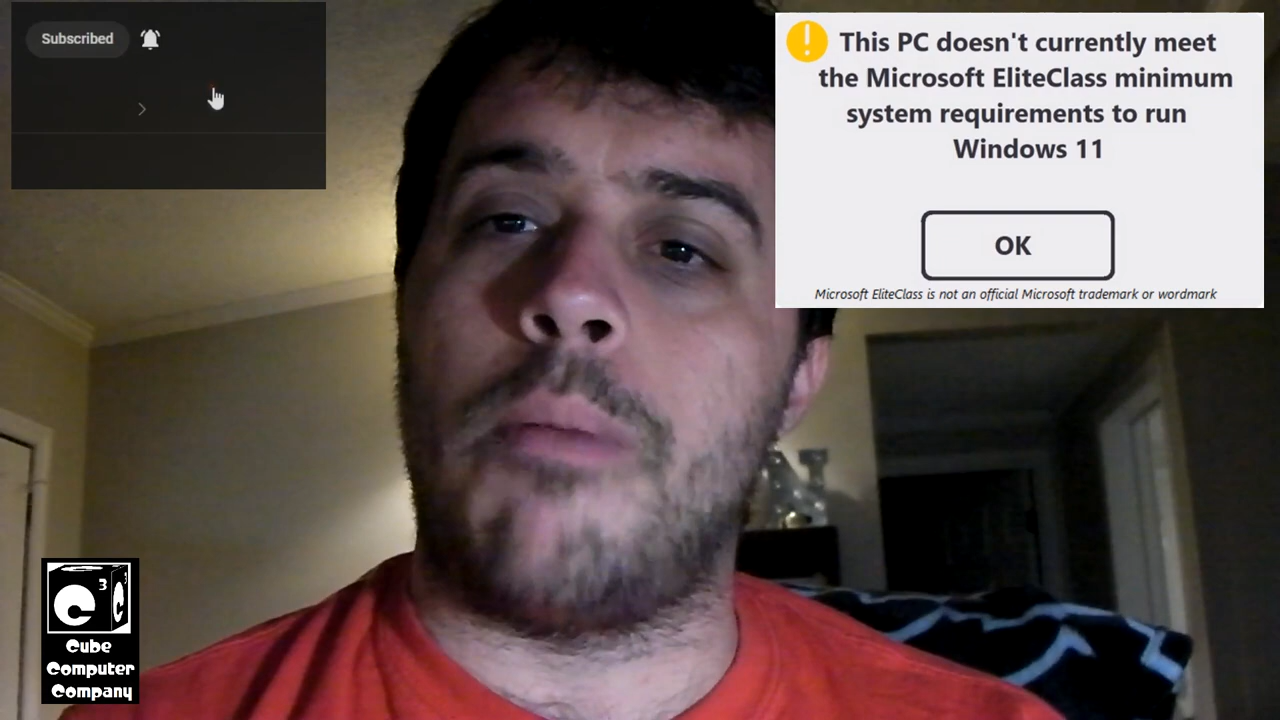 Subscribed
This PC doesn't currently meet
the Microsoft EliteClass minimum
system requirements to run
Windows 11
OK
Microsoft EliteClass is not an official Microsoft trademark or wordmark
C³
C
Cube
Computer
Company